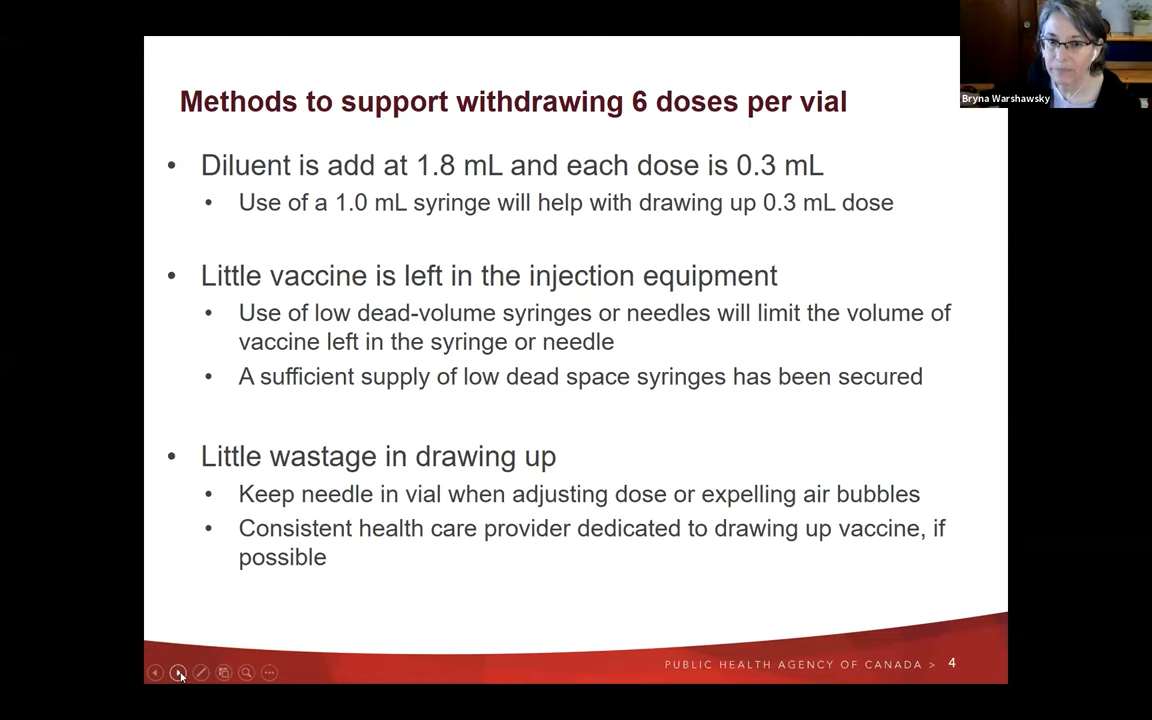 Bryna Warshawsky
Methods to support withdrawing 6 doses per vial
• Diluent is add at 1.8 mL and each dose is 0.3 mL
• Use of a 1.0 mL syringe will help with drawing up 0.3 mL dose
• Little vaccine is left in the injection equipment
• Use of low dead-volume syringes or needles will limit the volume of
vaccine left in the syringe or needle
• A sufficient supply of low dead space syringes has been secured
• Little wastage in drawing up
• Keep needle in vial when adjusting dose or expelling air bubbles
• Consistent health care provider dedicated to drawing up vaccine, if
possible
PUBLIC HEALTH AGENCY OF CANADA > 4